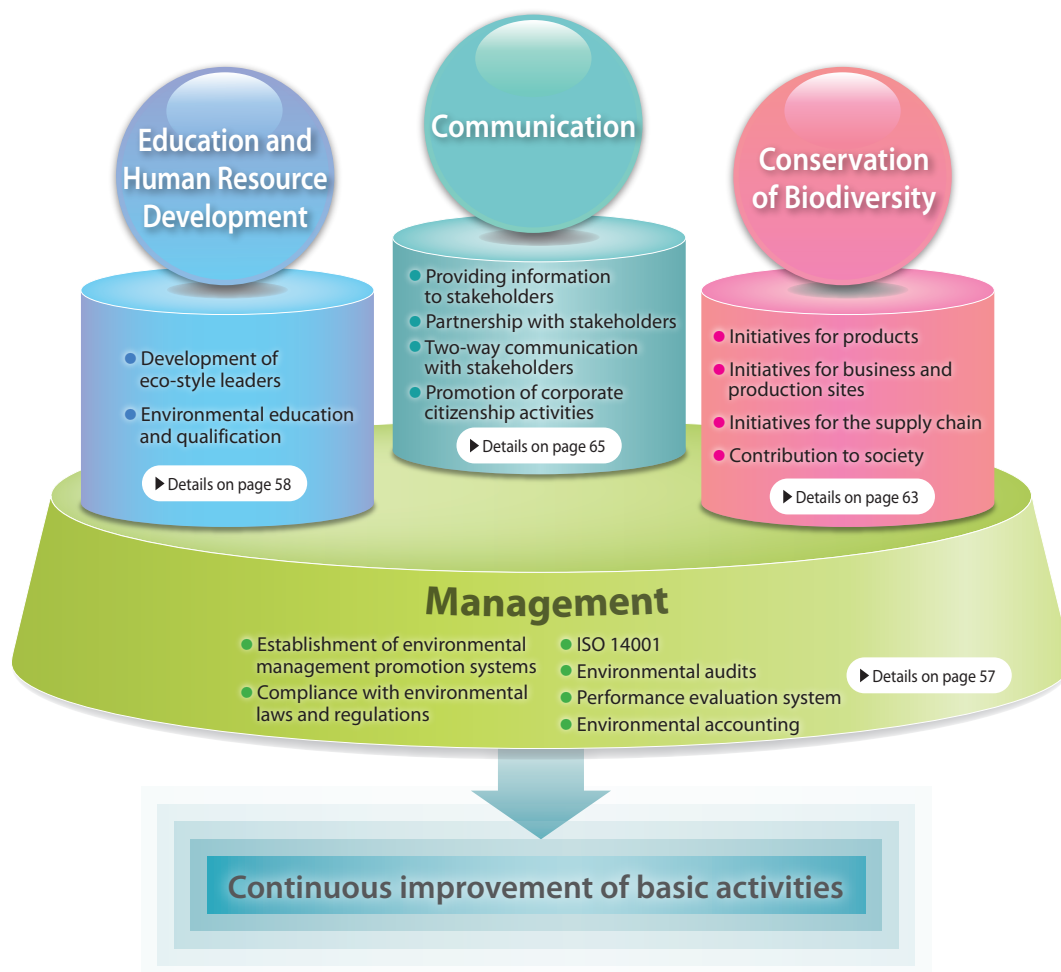 Education and
Human Resource
Development
● Development of
eco-style leaders
● Environmental education
and qualification
▶ Details on page 58
Communication
● Providing information
to stakeholders
● Partnership with stakeholders
● Two-way communication
with stakeholders
● Promotion of corporate
citizenship activities
▶ Details on page 65
Conservation
of Biodiversity
● Initiatives for products
● Initiatives for business and
production sites
● Initiatives for the supply chain
● Contribution to society
▶ Details on page 63
Management
● Establishment of environmental
management promotion systems
● Compliance with environmental
laws and regulations
● ISO 14001
● Environmental audits
● Performance evaluation system
● Environmental accounting
▶ Details on page 57
Continuous improvement of basic activities